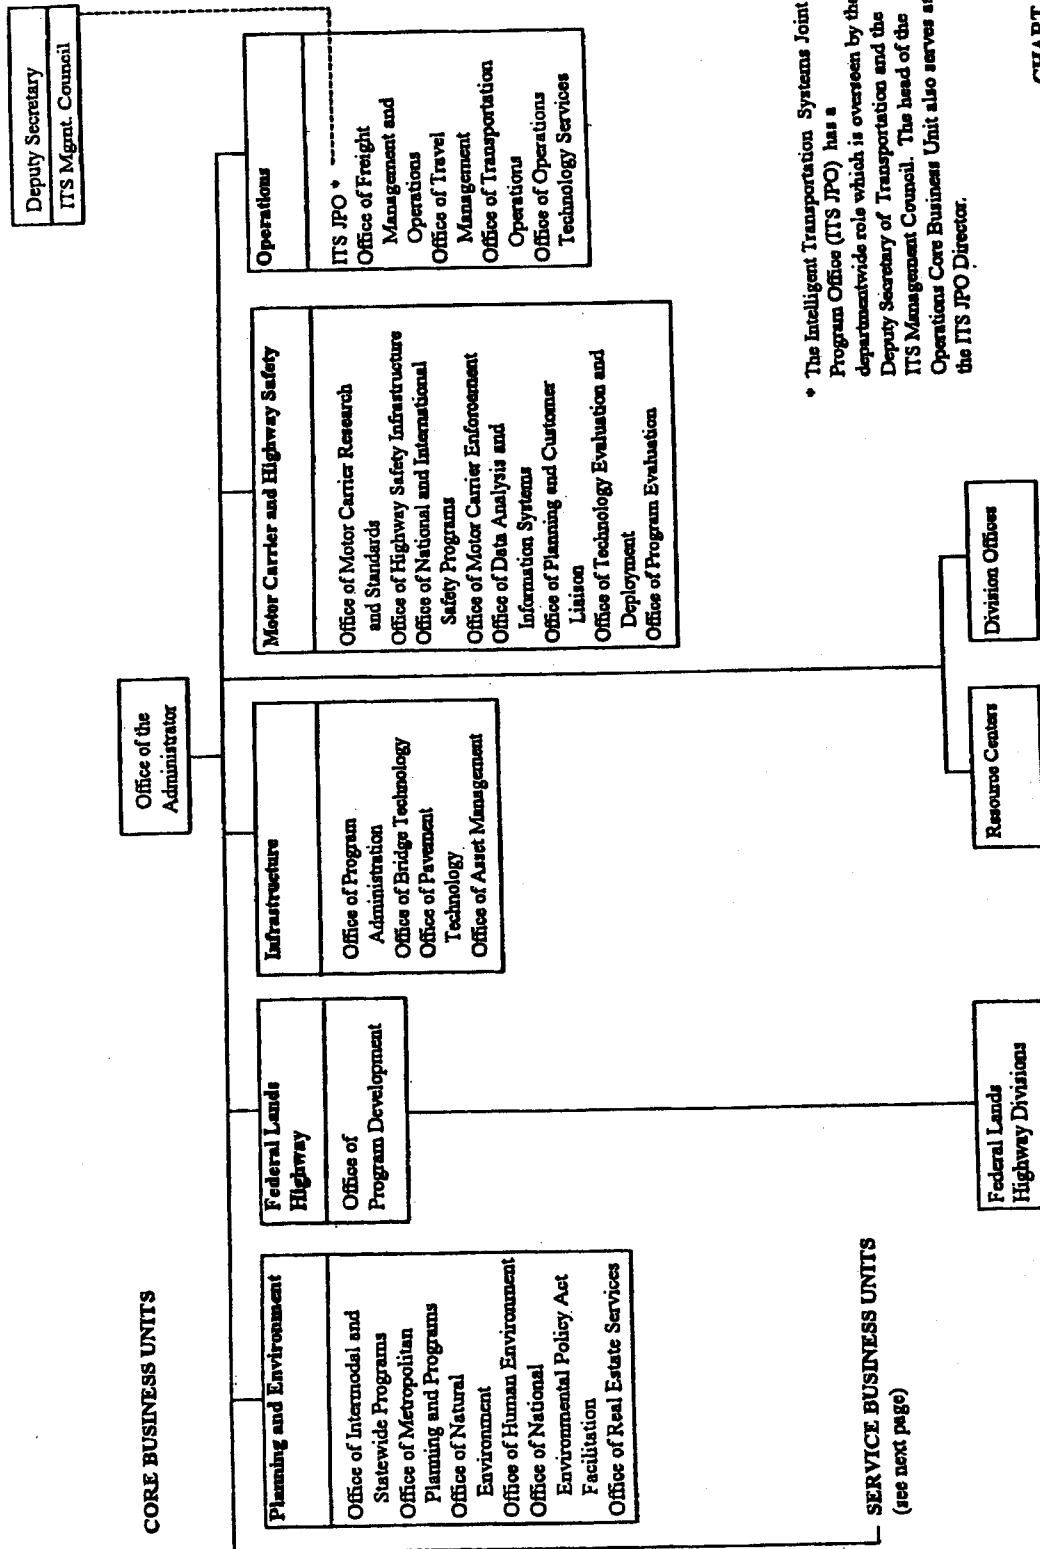 CORE BUSINESS UNITS
Deputy Secretary
ITS Mgmt. Council
Office of the
Administrator
Planning and Environment
Office of Intermodal and
Statewide Programs
Office of Metropolitan
Planning and Programs
Office of Natural
Environment
Office of Human Environment
Office of National
Environmental Policy Act
Facilitation
Office of Real Estate Services
Federal Lands
Highway
Office of
Program Development
Infrastructure
Office of Program
Administration
Office of Bridge Technology
Office of Pavement
Technology
Office of Asset Management
Motor Carrier and Highway Safety
Office of Motor Carrier Research
and Standards
Office of Highway Safety Infrastructure
Office of National and International
Safety Programs
Office of Motor Carrier Enforcement
Office of Data Analysis and
Information Systems
Office of Planning and Customer
Liaison
Office of Technology Evaluation and
Deployment
Office of Program Evaluation
Operations
ITS JPO *
Office of Freight
Management and
Operations
Office of Travel
Management
Office of Transportation
Operations
Office of Operations
Technology Services
SERVICE BUSINESS UNITS
(see next page)
Federal Lands
Highway Divisions
Resource Centers
Division Offices
* The Intelligent Transportation Systems Joint
Program Office (ITS JPO) has a
departmentwide role which is overseen by the
Deputy Secretary of Transportation and the
ITS Management Council. The head of the
Operations Core Business Unit also serves as
the ITS JPO Director.
CHART